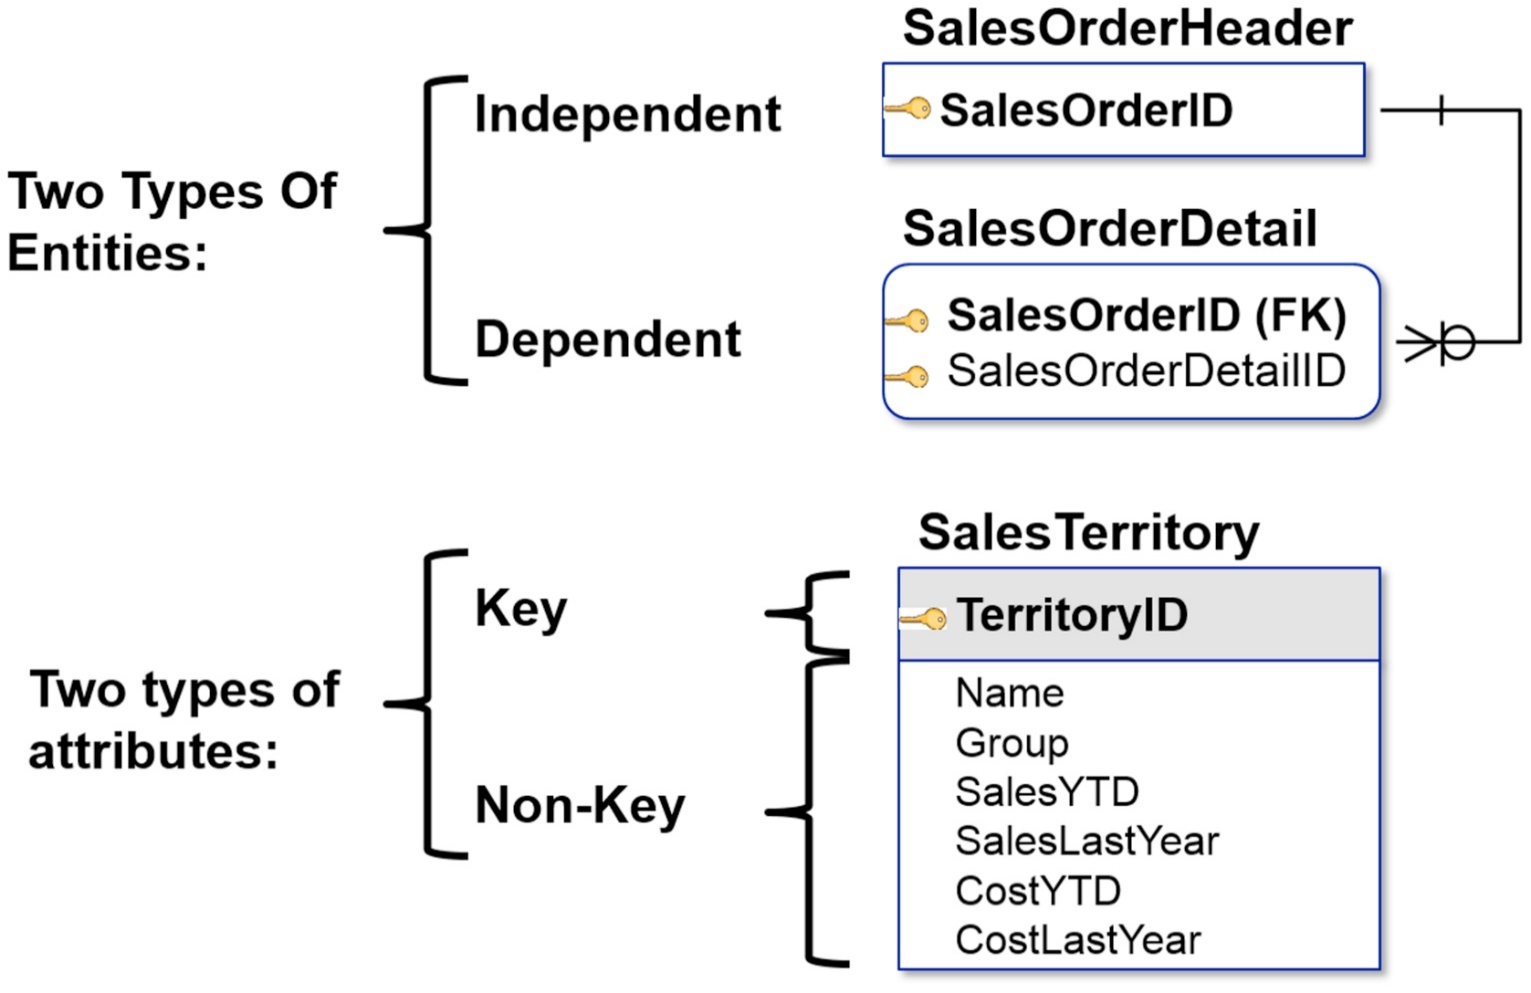 SalesOrderHeader
Independent
SalesOrderID
Two Types Of
Entities:
SalesOrderDetail
SalesOrderID (FK)
Dependent
SalesOrderDetailID
SalesTerritory
Key
TerritoryID
Two types of
attributes:
Name
Group
Non-Key
SalesYTD
SalesLastYear
CostYTD
CostLastYear